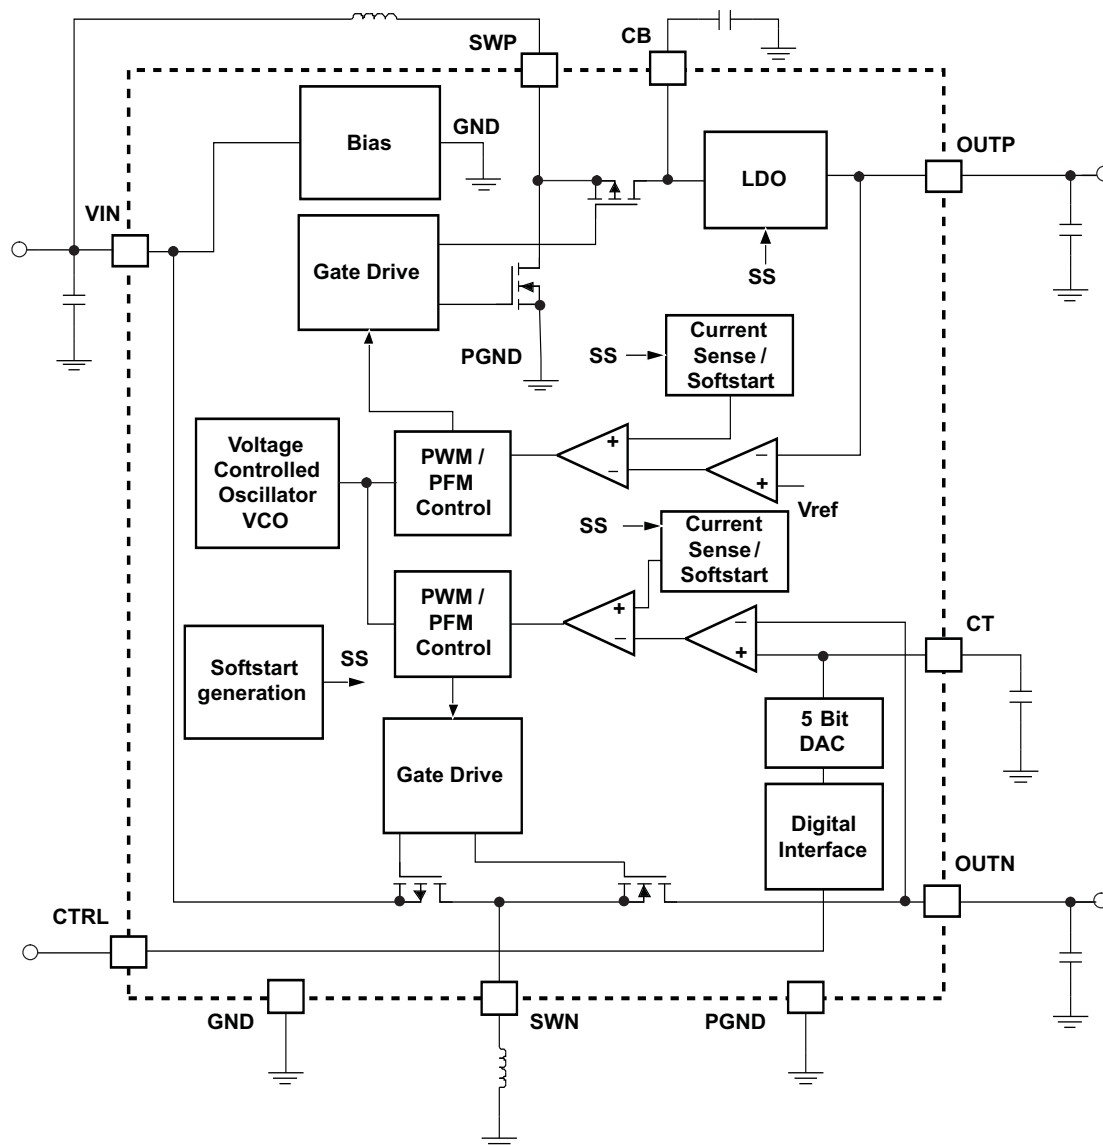 SWP
CB
Bias
GND
LDO
OUTP
VIN
Gate Drive
SS
PGND
SS
Current
Sense /
Softstart
Voltage
Controlled
Oscillator
VCO
PWM /
PFM
Control
+
−
−
+
Vref
SS
Current
Sense /
Softstart
PWM /
PFM
Control
+
−
−
+
CT
Softstart
generation
SS
5 Bit
DAC
Gate Drive
Digital
Interface
OUTN
CTRL
GND
SWN
PGND